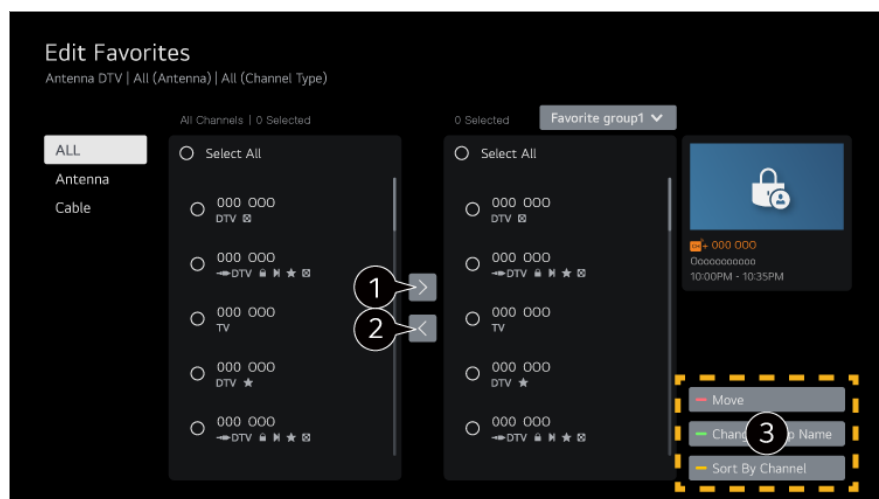 Edit Favorites
Antenna DTV | All (Antenna) | All (Channel Type)
All Channels | 0 Selected
0 Selected
Favorite group1
ALL
Antenna
Cable
Select All
000 000
DTV
000 000
DTV
000 000
TV
000 000
DTV
000 000
DTV
1
2
Select All
000 000
DTV
000 000
DTV
000 000
TV
000 000
DTV
000 000
DTV
CH+ 000 000
Ooooooooooo
10:00PM - 10:35PM
Move
3
Name
Sort By Channel